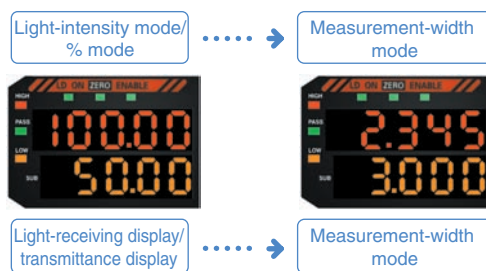 Light-intensity mode/
% mode
Measurement-width
mode
LD ON ZERO ENABLE
HIGH
PASS
100.00
LOW
SUB
50.00
LD ON ZERO ENABLE
HIGH
PASS
2.345
LOW
SUB
3.000
Light-receiving display/
transmittance display
Measurement-width
mode